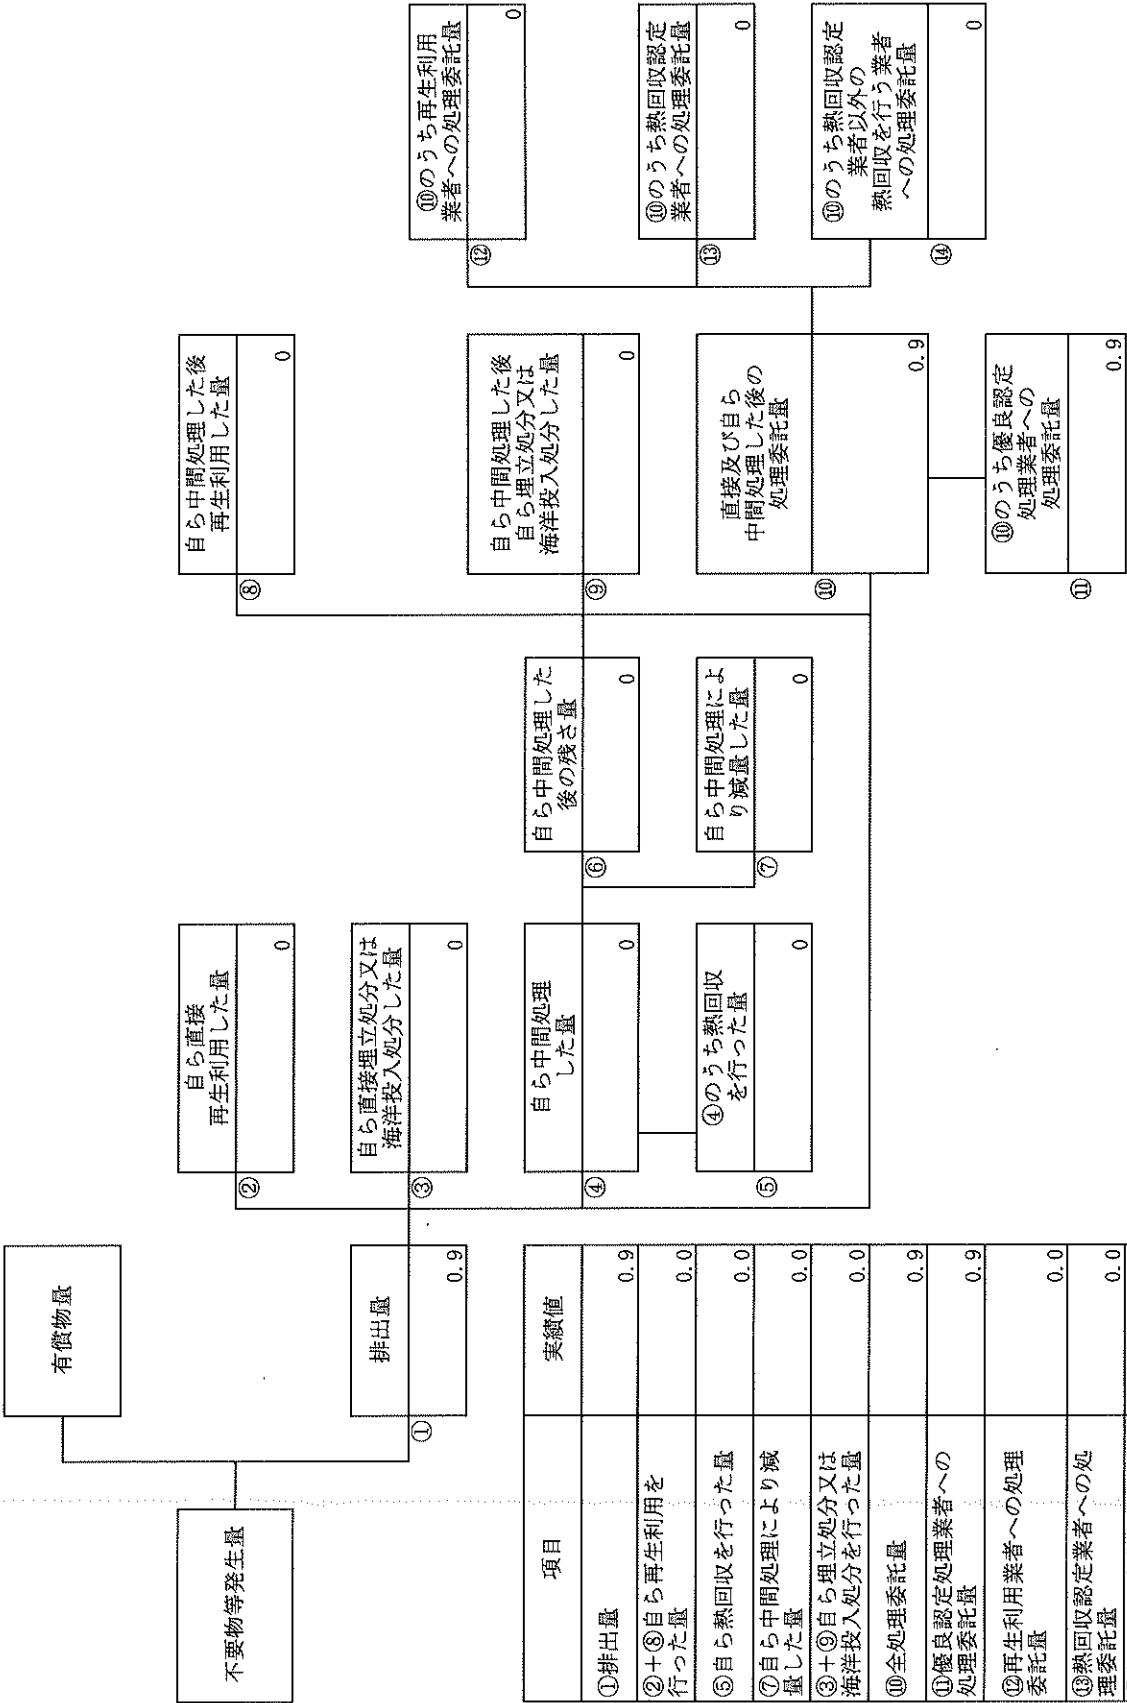 不要物等発生量
有償物量
排出量
①
0.9
自ら直接
再生利用した量
②
0
自ら直接埋立処分又は
海洋投入処分した量
③
0
自ら中間処理
した量
④
0
④のうち熱回収
を行った量
⑤
0
自ら中間処理した
後の残さ量
⑥
0
自ら中間処理によ
り減量した量
⑦
0
自ら中間処理した後
再生利用した量
⑧
0
自ら中間処理した後
自ら埋立処分又は
海洋投入処分した量
⑨
0
直接及び自ら
中間処理した後の
処理委託量
⑩
0.9
⑩のうち優良認定
処理業者への
処理委託量
⑪
0.9
⑩のうち再生利用
業者への処理委託量
⑫
0
⑩のうち熱回収認定
業者への処理委託量
⑬
0
⑩のうち熱回収認定
業者以外の
熱回収を行う業者
への処理委託量
⑭
0
項目
実績値
①排出量
0.9
②+⑧自ら再生利用を
行った量
0.0
⑤自ら熱回収を行った量
0.0
⑦自ら中間処理により減
量した量
0.0
③+⑨自ら埋立処分又は
海洋投入処分を行った量
0.0
⑩全処理委託量
0.9
⑪優良認定処理業者への
処理委託量
0.9
⑫再生利用業者への処理
委託量
0.0
⑬熱回収認定業者への処
理委託量
0.0